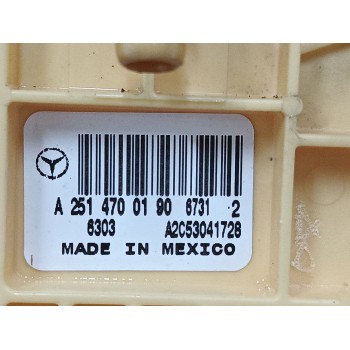 A 251 470 01 90 6731 2
6303 A2C53041728
MADE IN MEXICO